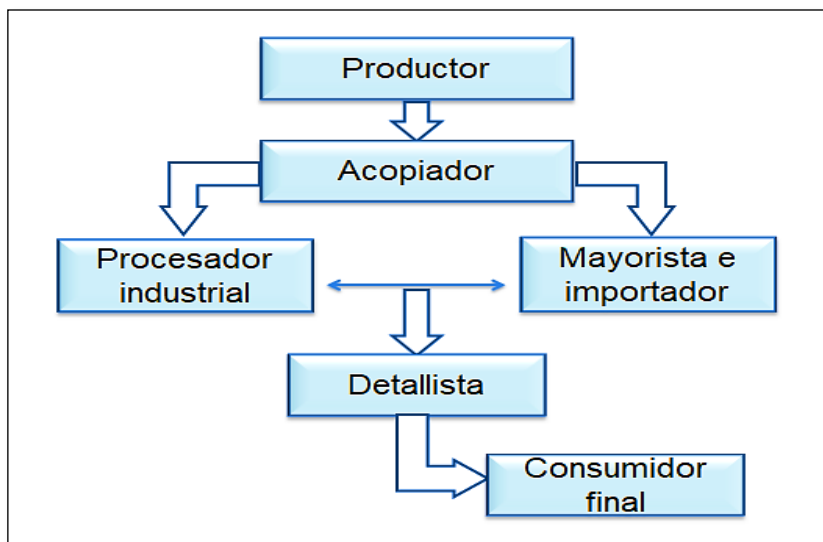 Productor
Acopiador
Procesador
industrial
Mayorista e
importador
Detallista
Consumidor
final